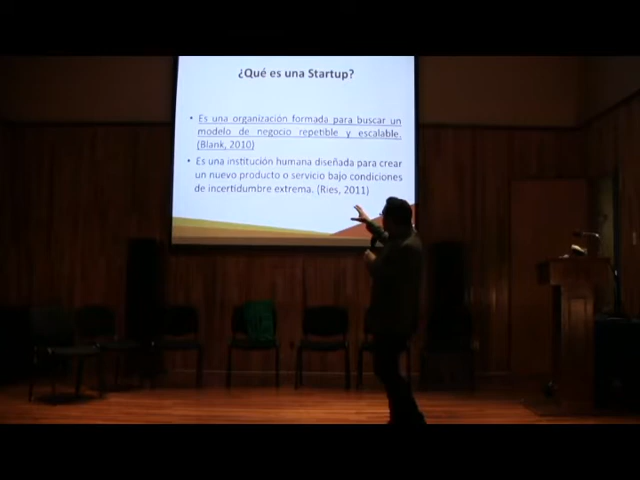 ¿Qué es una Startup?
• Es una organización formada para buscar un
modelo de negocio repetible y escalable.
(Blank, 2010)
• Es una institución humana diseñada para crear
un nuevo producto o servicio bajo condiciones
de incertidumbre extrema. (Ries, 2011)